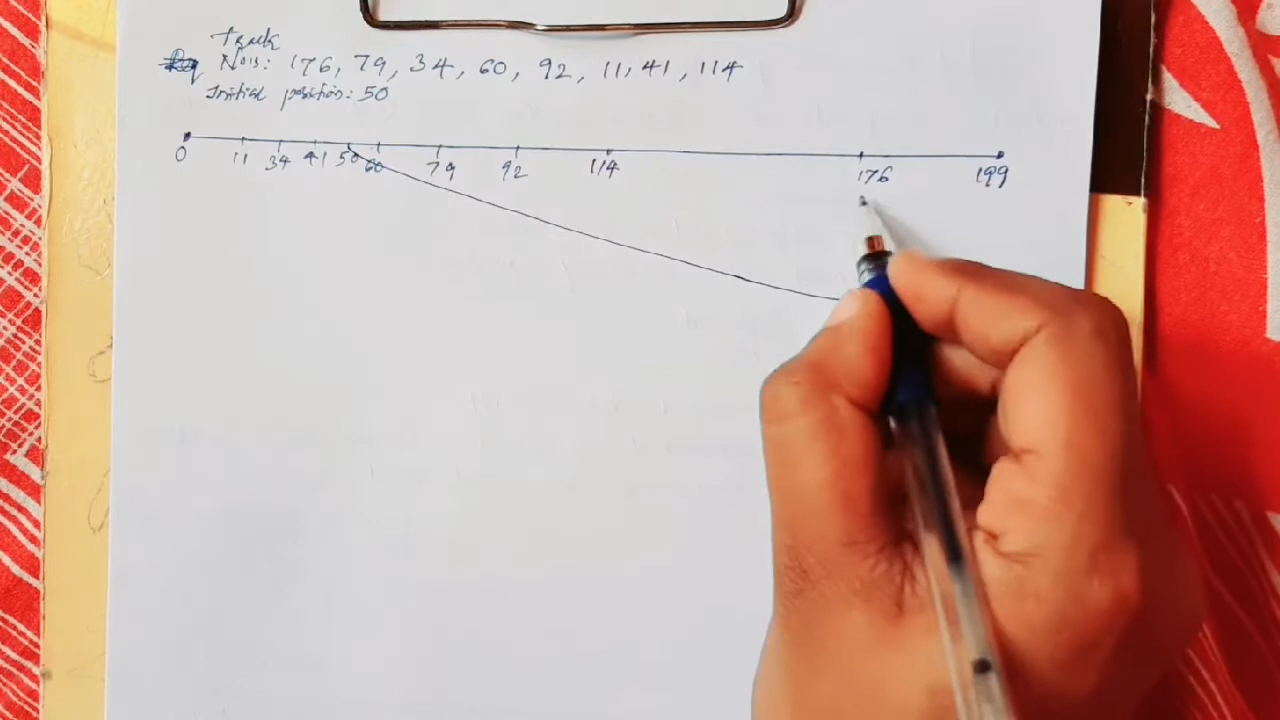 Track
Nos: 176, 79, 34, 60, 92, 11, 41, 114
Initial position: 50
0 11 34 41 50 60 79 92 114 176 199